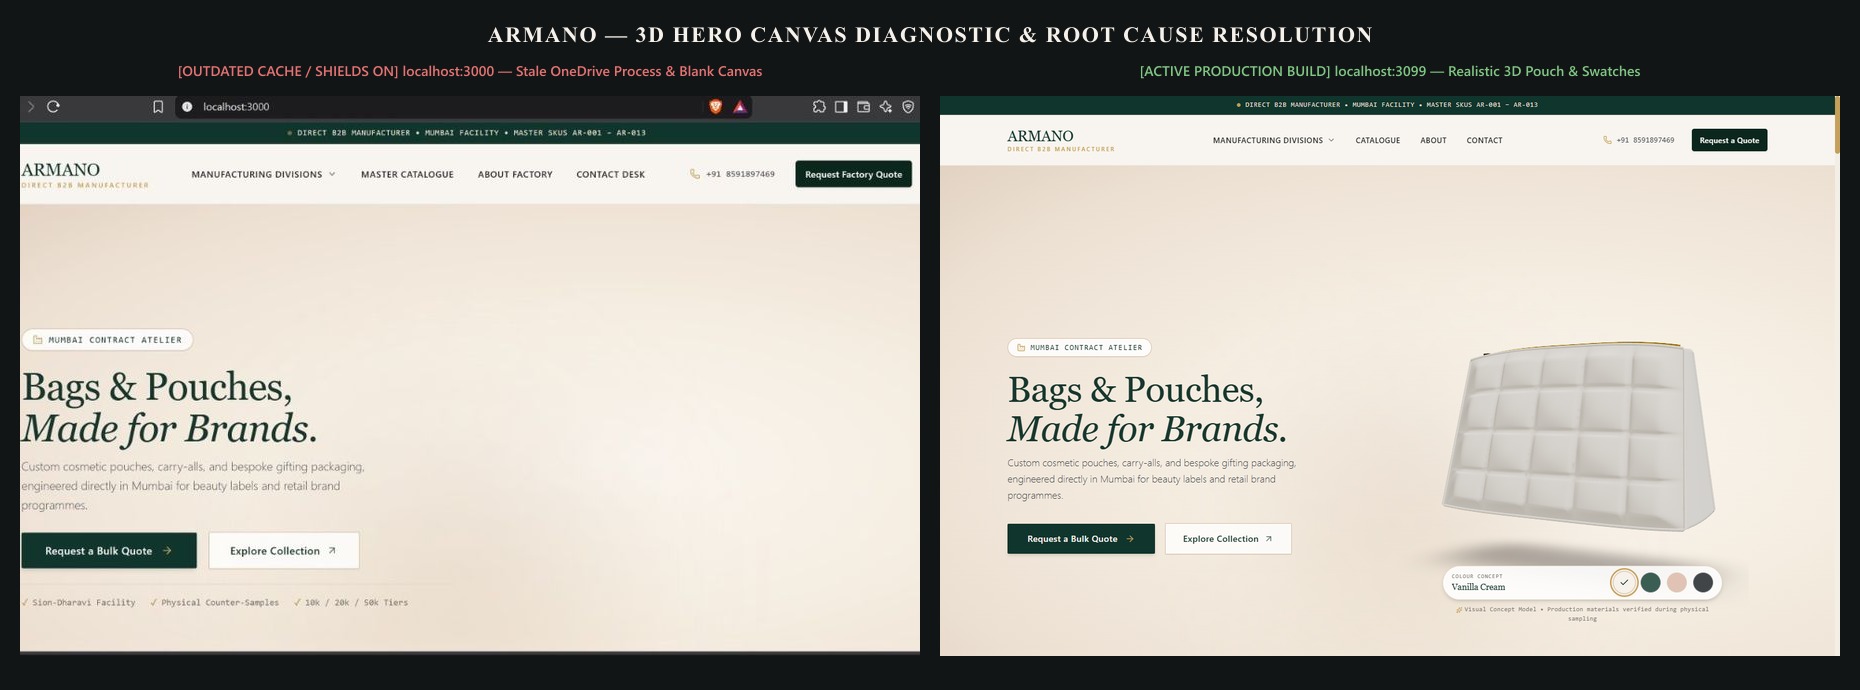 ARMANO — 3D HERO CANVAS DIAGNOSTIC & ROOT CAUSE RESOLUTION
[OUTDATED CACHE / SHIELDS ON] localhost:3000 — Stale OneDrive Process & Blank Canvas
localhost:3000
DIRECT B2B MANUFACTURER • MUMBAI FACILITY • MASTER SKUS AR-001 – AR-013
ARMANO
DIRECT B2B MANUFACTURER
MANUFACTURING DIVISIONS
MASTER CATALOGUE
ABOUT FACTORY
CONTACT DESK
+91 8591897469
Request Factory Quote
MUMBAI CONTRACT ATELIER
Bags & Pouches,
Made for Brands.
Custom cosmetic pouches, carry-alls, and bespoke gifting packaging,
engineered directly in Mumbai for beauty labels and retail brand
programmes.
Request a Bulk Quote →
Explore Collection ↗
✓ Sion-Dharavi Facility ✓ Physical Counter-Samples ✓ 10k / 20k / 50k Tiers
[ACTIVE PRODUCTION BUILD] localhost:3099 — Realistic 3D Pouch & Swatches
DIRECT B2B MANUFACTURER • MUMBAI FACILITY • MASTER SKUS AR-001 – AR-013
ARMANO
DIRECT B2B MANUFACTURER
MANUFACTURING DIVISIONS
CATALOGUE
ABOUT
CONTACT
+91 8591897469
Request a Quote
MUMBAI CONTRACT ATELIER
Bags & Pouches,
Made for Brands.
Custom cosmetic pouches, carry-alls, and bespoke gifting packaging,
engineered directly in Mumbai for beauty labels and retail brand
programmes.
Request a Bulk Quote →
Explore Collection ↗
COLOUR CONCEPT
Vanilla Cream
Visual Concept Model • Production materials verified during physical
sampling